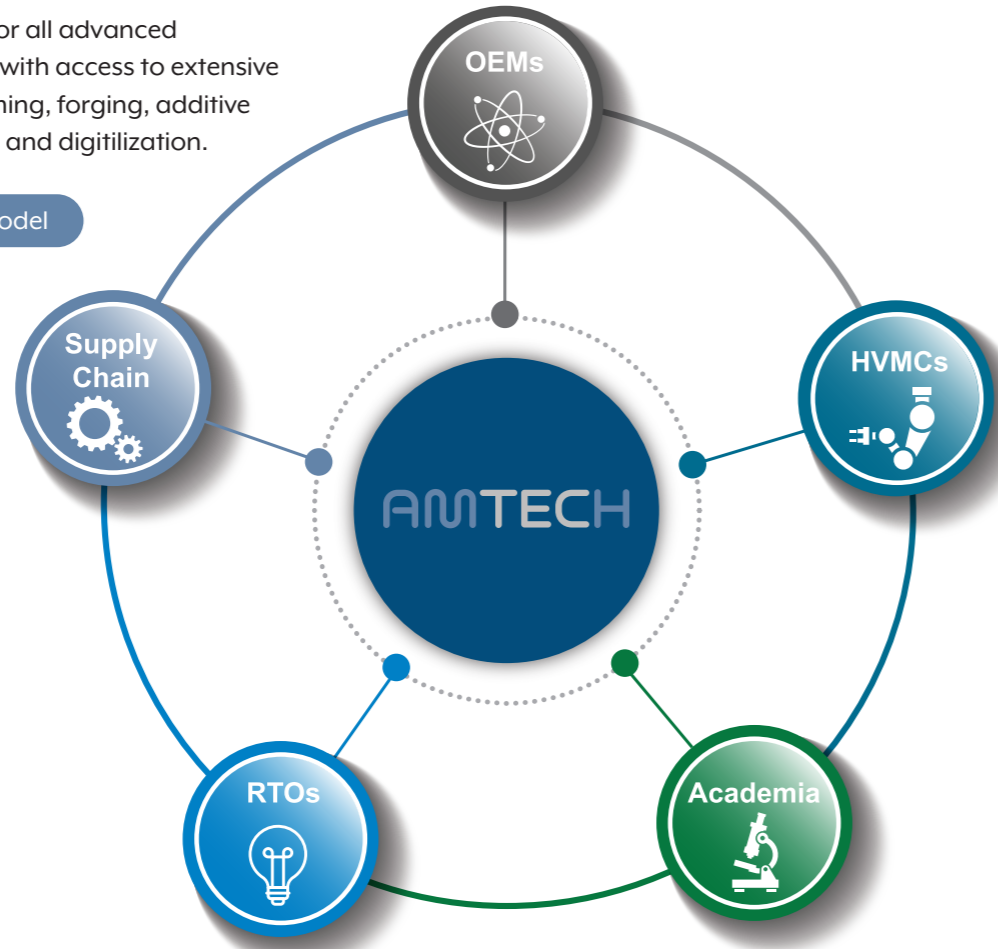 or all advanced
with access to extensive
ning, forging, additive
and digitilization.
odel
OEMs
Supply
Chain
HVMCs
AMTECH
RTOs
Academia